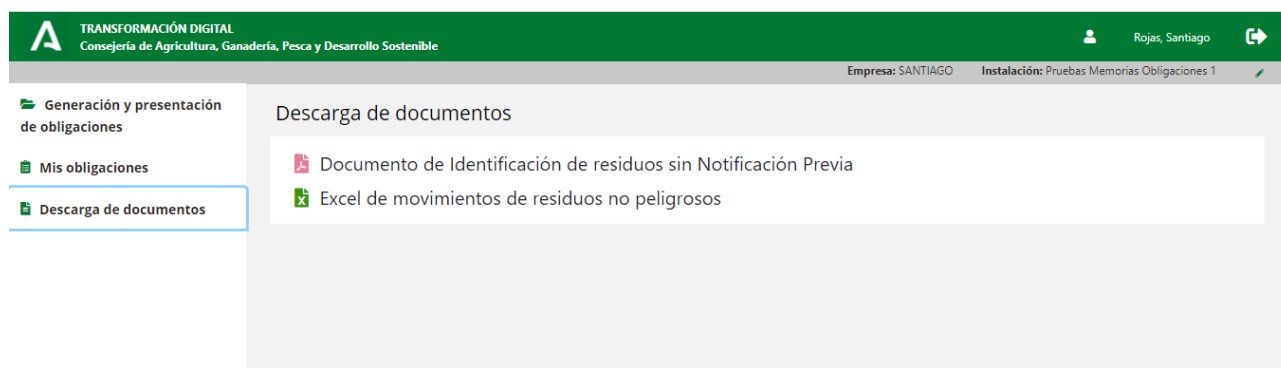 TRANSFORMACIÓN DIGITAL
Consejería de Agricultura, Ganadería, Pesca y Desarrollo Sostenible
Rojas, Santiago
Empresa: SANTIAGO Instalación: Pruebas Memorias Obligaciones 1
Generación y presentación
de obligaciones
Mis obligaciones
Descarga de documentos
Descarga de documentos
Documento de Identificación de residuos sin Notificación Previa
Excel de movimientos de residuos no peligrosos